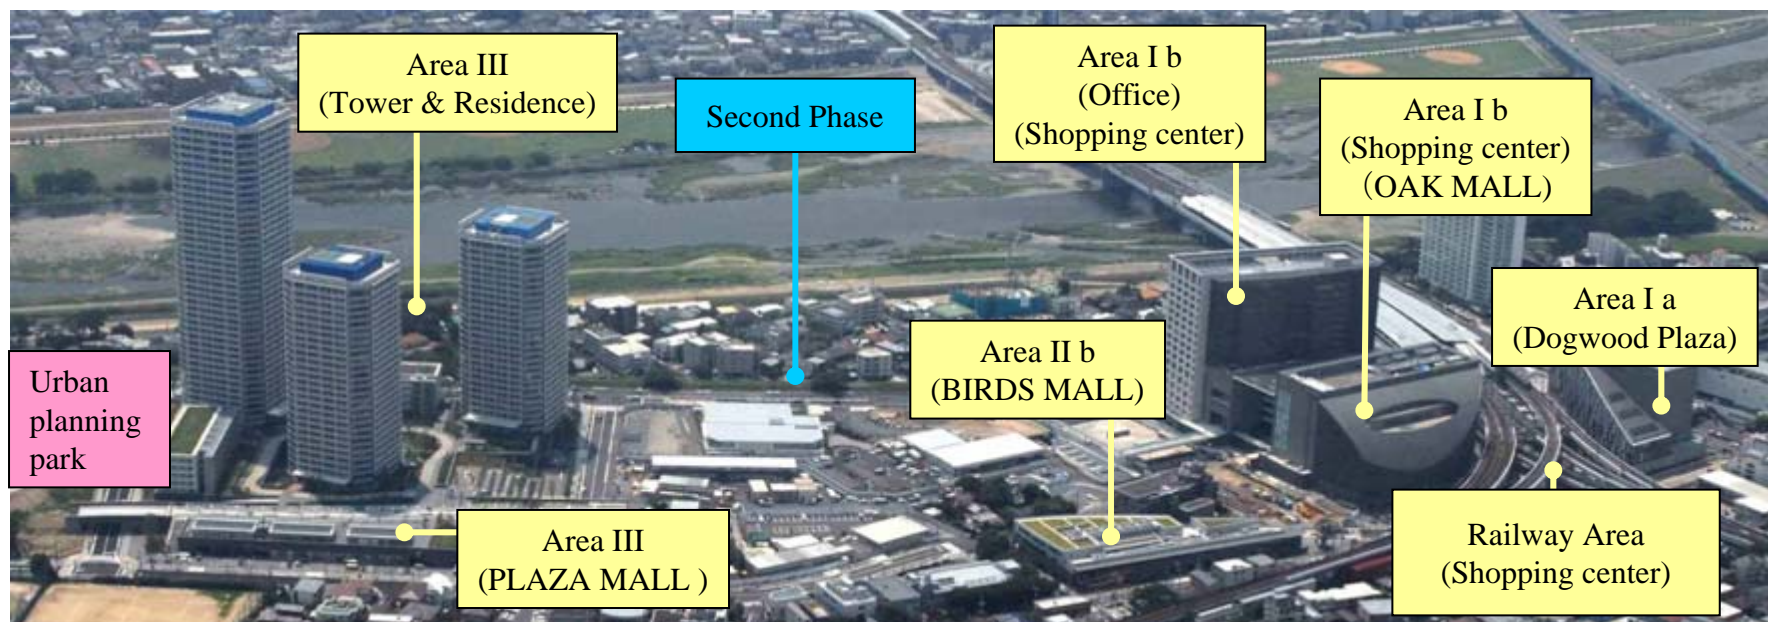 Area III
(Tower & Residence)
Second Phase
Area I b
(Office)
(Shopping center)
Area I b
(Shopping center)
（OAK MALL)
Area I a
(Dogwood Plaza)
Area II b
(BIRDS MALL)
Urban
planning
park
Area III
(PLAZA MALL )
Railway Area
(Shopping center)